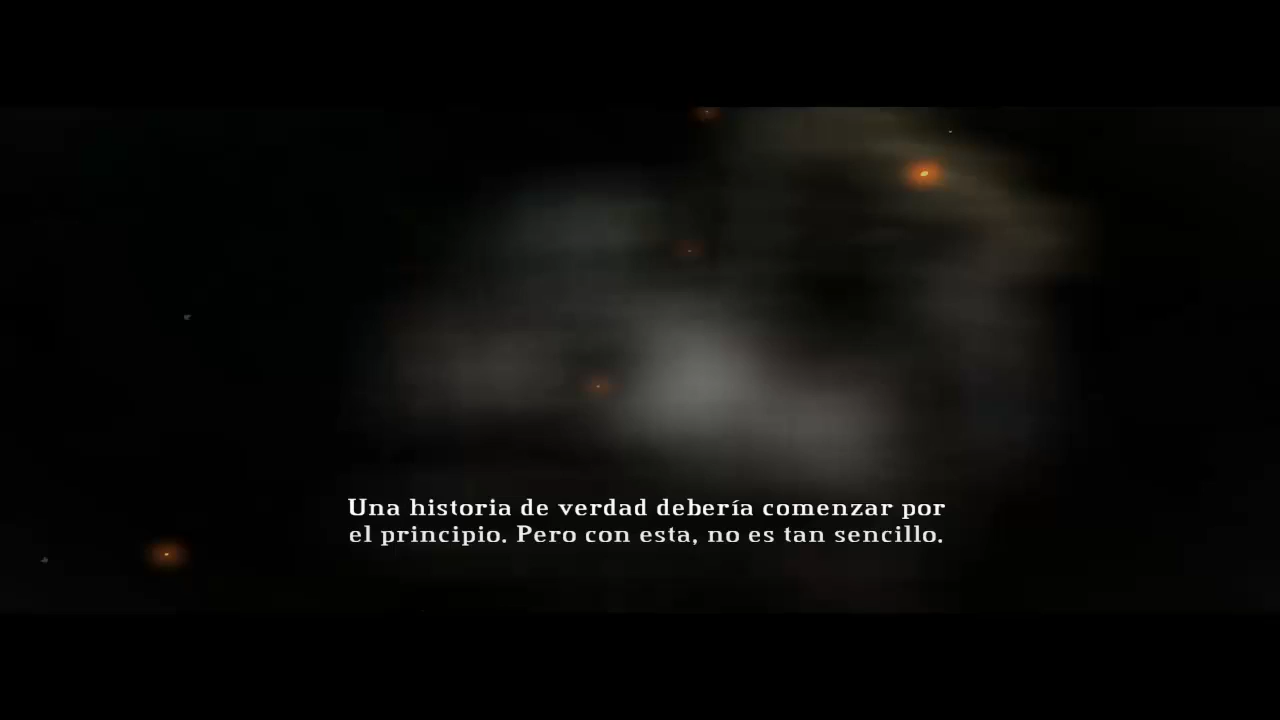 Una historia de verdad debería comenzar por
el principio. Pero con esta, no es tan sencillo.